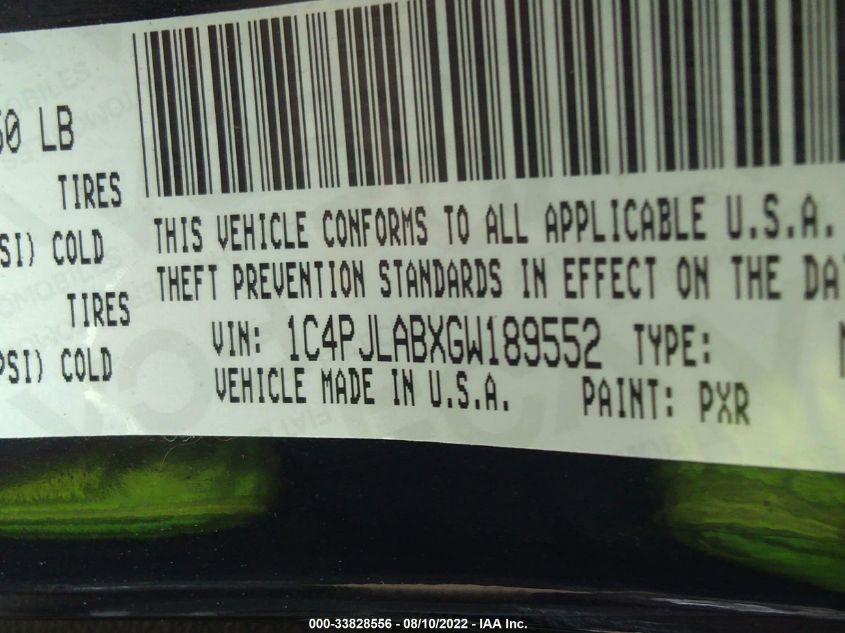 50 LB
TIRES
SI) COLD
TIRES
PSI) COLD
THIS VEHICLE CONFORMS TO ALL APPLICABLE U.S.A.
THEFT PREVENTION STANDARDS IN EFFECT ON THE DA
VIN: 1C4PJLABXGW189552 TYPE:
VEHICLE MADE IN U.S.A. PAINT: PXR
000-33828556 - 08/10/2022 - IAA Inc.